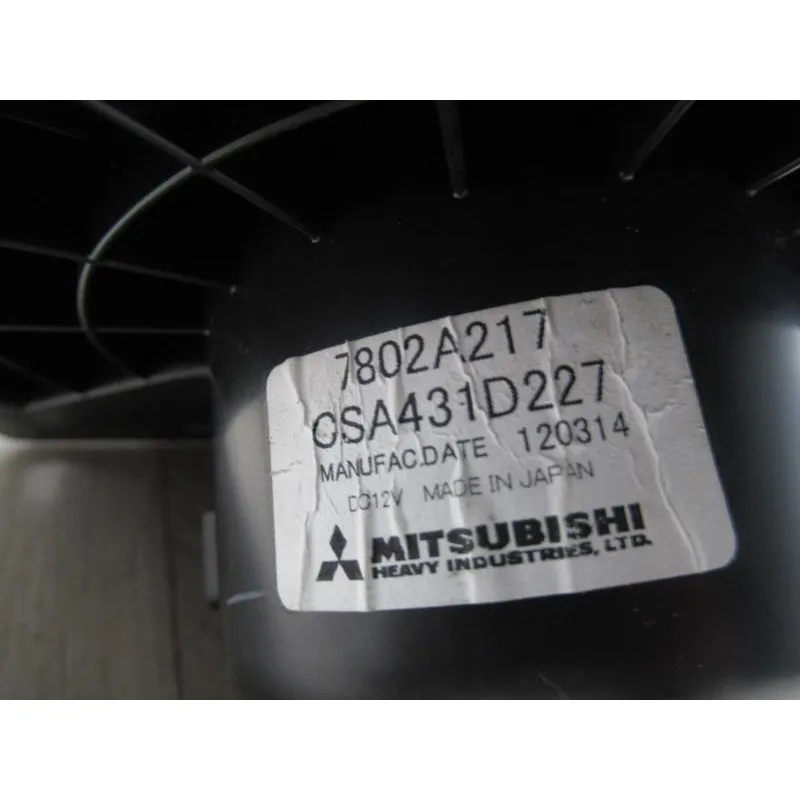 7802A217
CSA431D227
MANUFAC.DATE 120314
DC12V MADE IN JAPAN
MITSUBISHI
HEAVY INDUSTRIES, LTD.